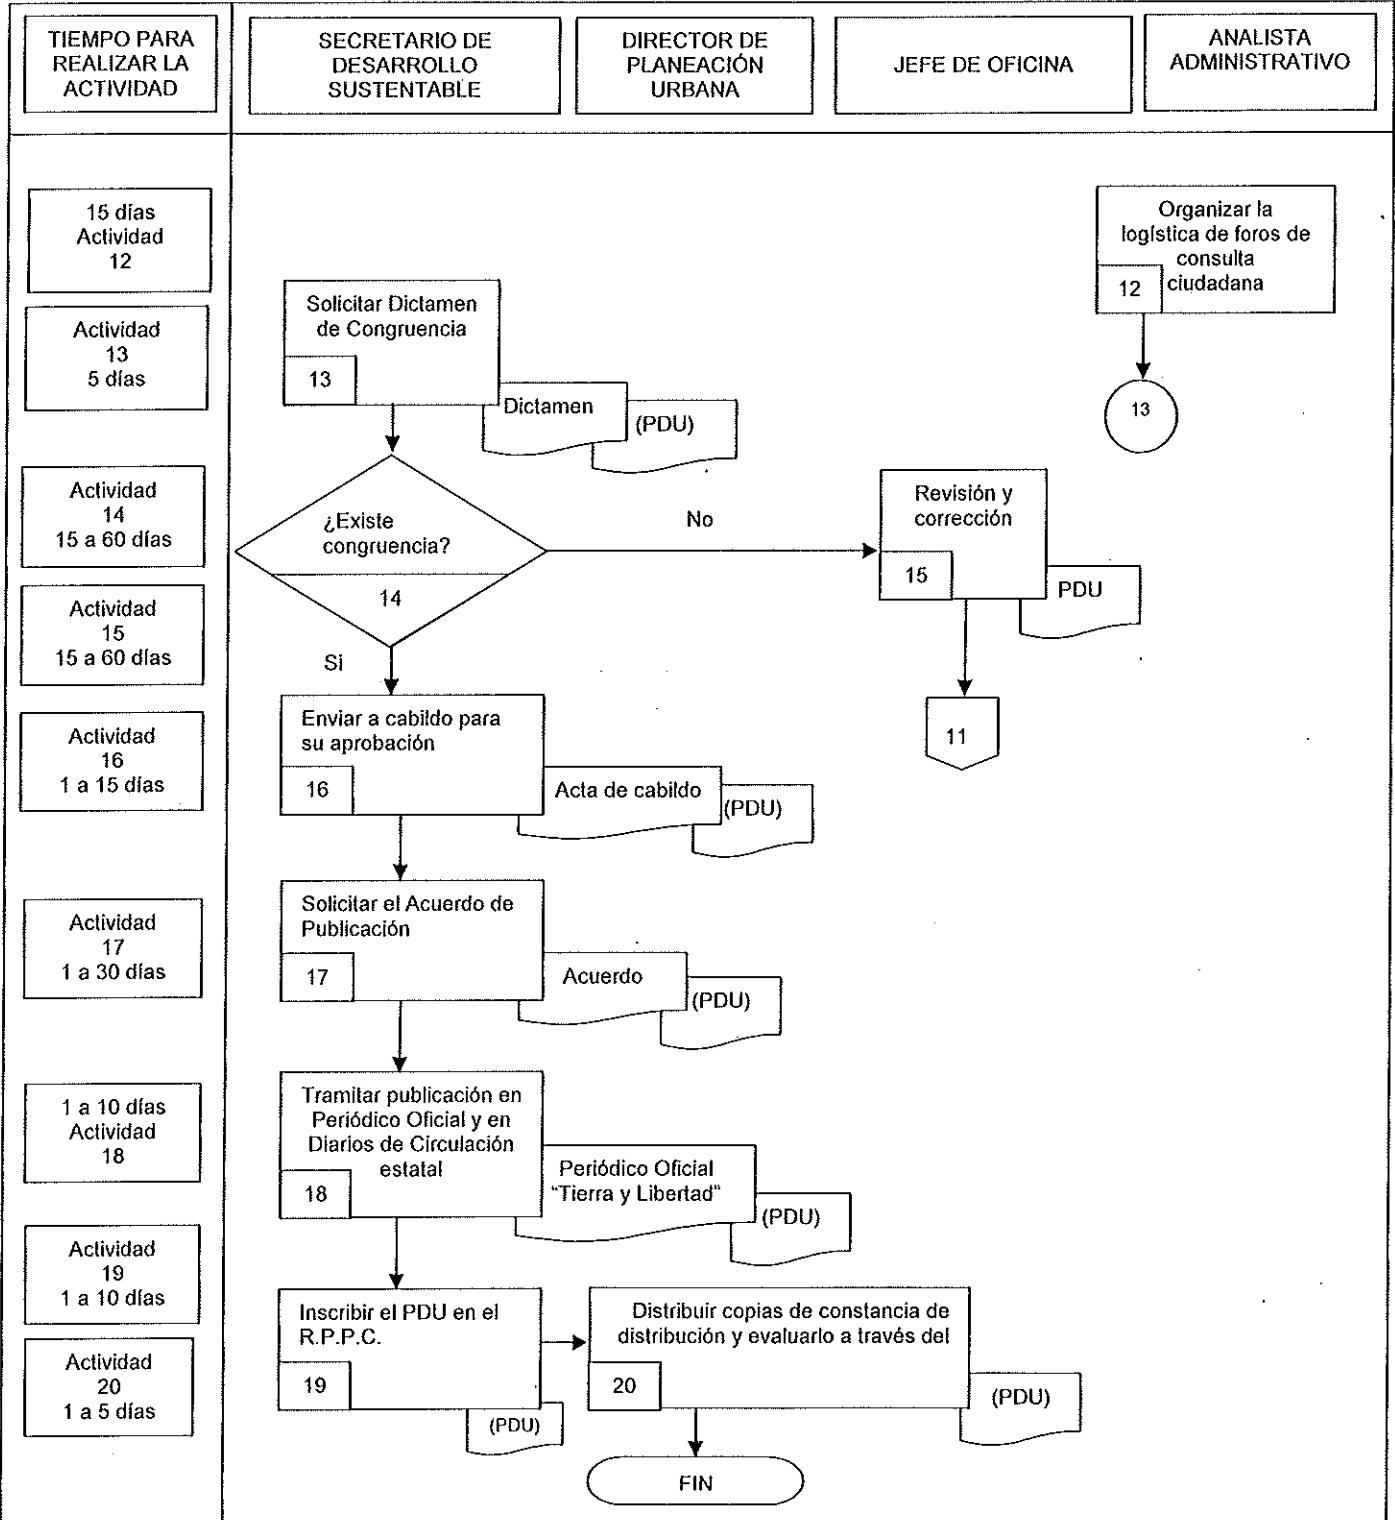 TIEMPO PARA
REALIZAR LA
ACTIVIDAD
SECRETARIO DE
DESARROLLO
SUSTENTABLE
DIRECTOR DE
PLANEACIÓN
URBANA
JEFE DE OFICINA
ANALISTA
ADMINISTRATIVO
15 días
Actividad
12
Organizar la
logística de foros de
consulta
ciudadana
12
13
Actividad
13
5 días
Solicitar Dictamen
de Congruencia
13
Dictamen
(PDU)
Actividad
14
15 a 60 días
¿Existe
congruencia?
14
No
Revisión y
corrección
15
PDU
11
Actividad
15
15 a 60 días
Si
Actividad
16
1 a 15 días
Enviar a cabildo para
su aprobación
16
Acta de cabildo
(PDU)
Actividad
17
1 a 30 días
Solicitar el Acuerdo de
Publicación
17
Acuerdo
(PDU)
1 a 10 días
Actividad
18
Tramitar publicación en
Periódico Oficial y en
Diarios de Circulación
estatal
18
Periódico Oficial
"Tierra y Libertad"
(PDU)
Actividad
19
1 a 10 días
Inscribir el PDU en el
R.P.P.C.
19
(PDU)
Distribuir copias de constancia de
distribución y evaluarlo a través del
20
(PDU)
Actividad
20
1 a 5 días
FIN